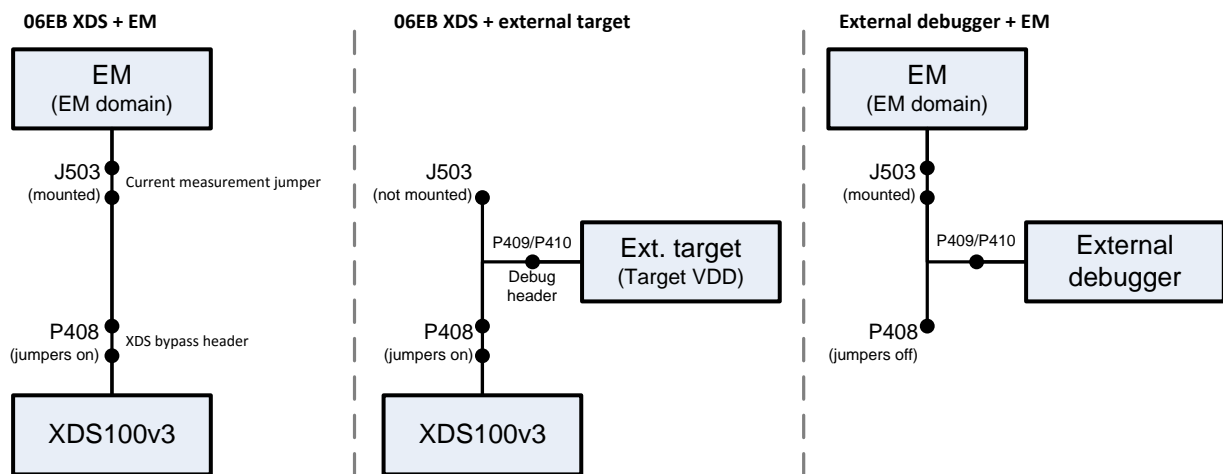 06EB XDS + EM
EM
(EM domain)
J503
(mounted)
Current measurement jumper
P408
(jumpers on)
XDS bypass header
XDS100v3
06EB XDS + external target
J503
(not mounted)
P409/P410
Debug
header
Ext. target
(Target VDD)
P408
(jumpers on)
XDS100v3
External debugger + EM
EM
(EM domain)
J503
(mounted)
P409/P410
External
debugger
P408
(jumpers off)